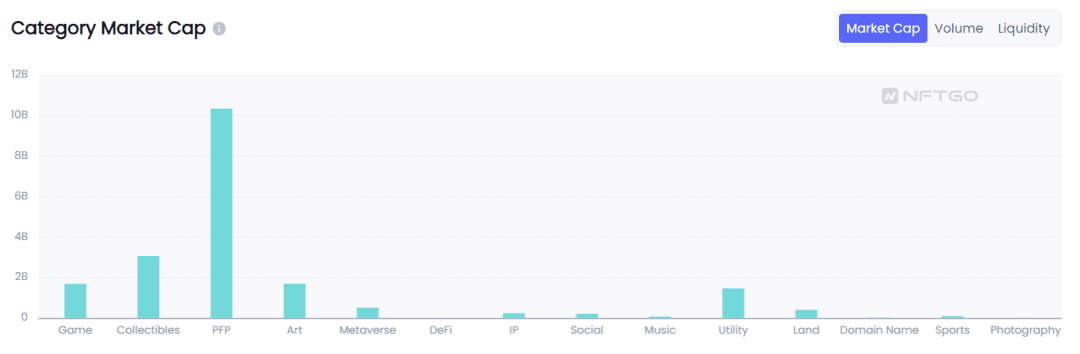 Category Market Cap
Market Cap Volume Liquidity
NFTGO
12B
10B
8B
6B
4B
2B
0
Game Collectibles PFP Art Metaverse DeFi IP Social Music Utility Land Domain Name Sports Photography